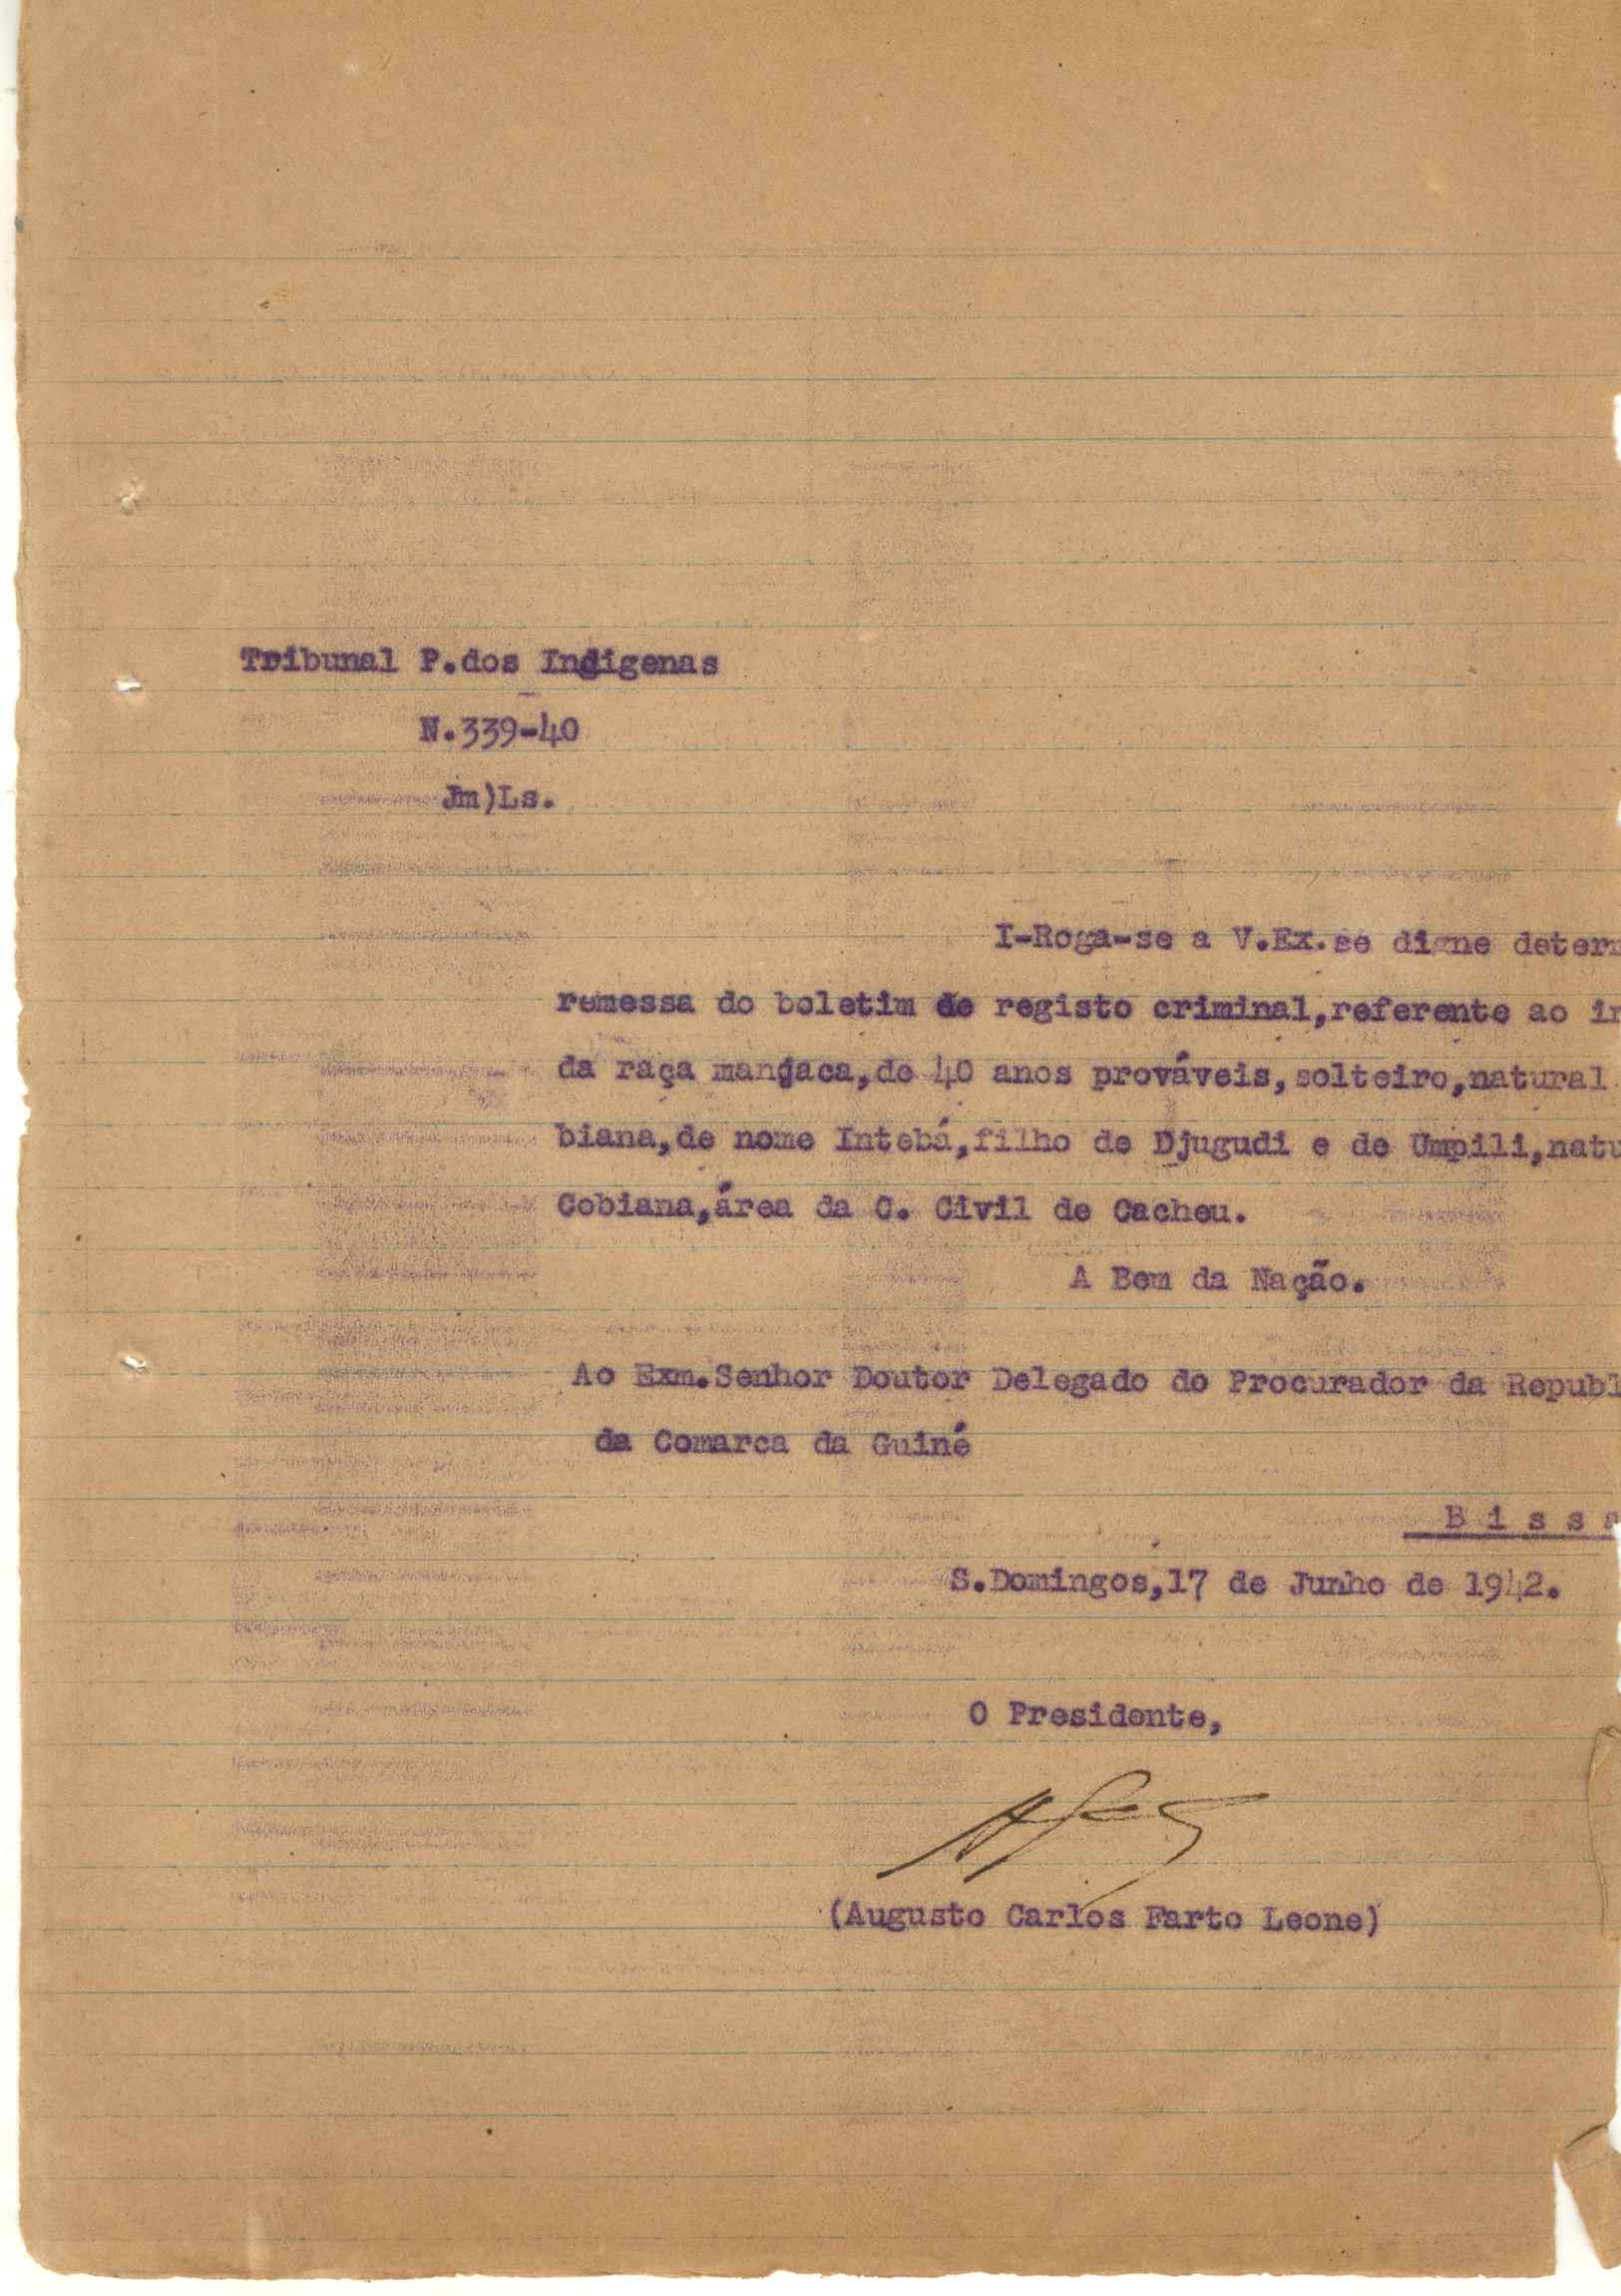 Tribunal P.dos Indigenas
N.339-40
Jm)Ls.
I-Roga-se a V.Ex.se digne deter
remessa do boletim de registo criminal,referente ao i
da raça manjaca,de 40 anos prováveis,solteiro,natural
biana,de nome Intebá,filho de Djugudi e de Umpili,natu
Cobiana,área da C. Civil de Cacheu.
A Bem da Nação.
Ao Exm.Senhor Doutor Delegado do Procurador da Republ
da Comarca da Guiné
B i s s a
S.Domingos,17 de Junho de 1942.
O Presidente,
(Augusto Carlos Farto Leone)